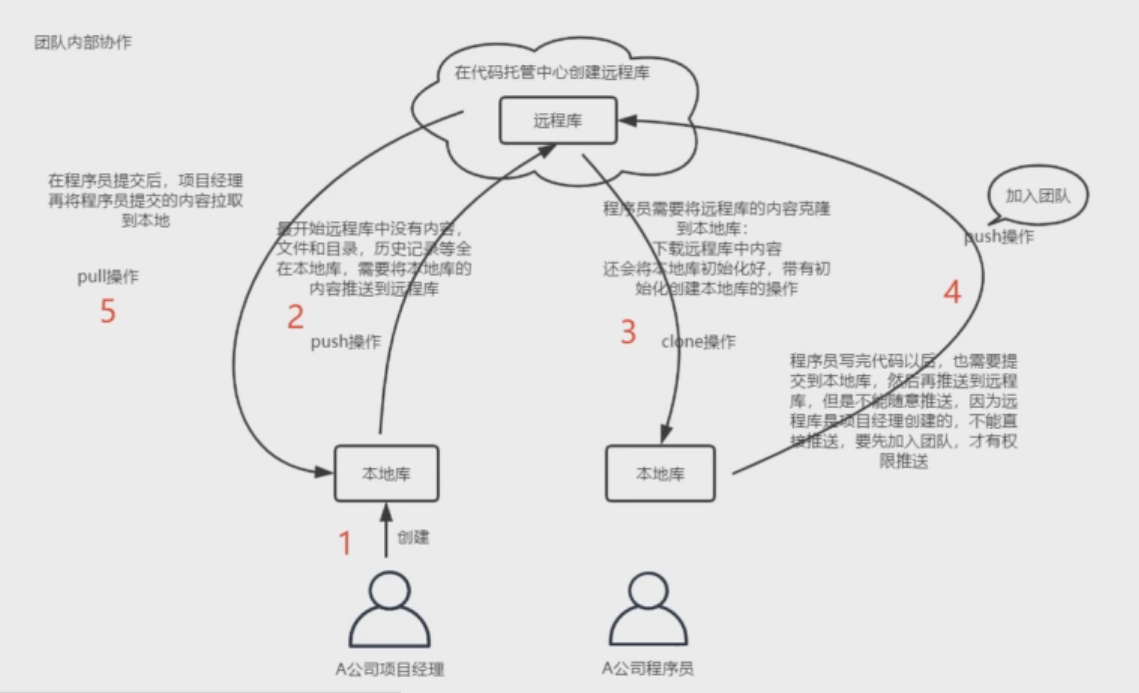 团队内部协作
在代码托管中心创建远程库
远程库
在程序员提交后，项目经理
再将程序员提交的内容拉取
到本地
pull操作
5
最开始远程库中没有内容，
文件和目录，历史记录等全
在本地库，需要将本地库的
内容推送到远程库
2
push操作
程序员需要将远程库的内容克隆
到本地库：
下载远程库中内容
还会将本地库初始化好，带有初
始化创建本地库的操作
3
clone操作
加入团队
push操作
4
程序员写完代码以后，也需要提
交到本地库，然后再推送到远程
库，但是不能随意推送，因为远
程库是项目经理创建的，不能直
接推送，要先加入团队，才有权
限推送
本地库
本地库
1
创建
A公司项目经理
A公司程序员